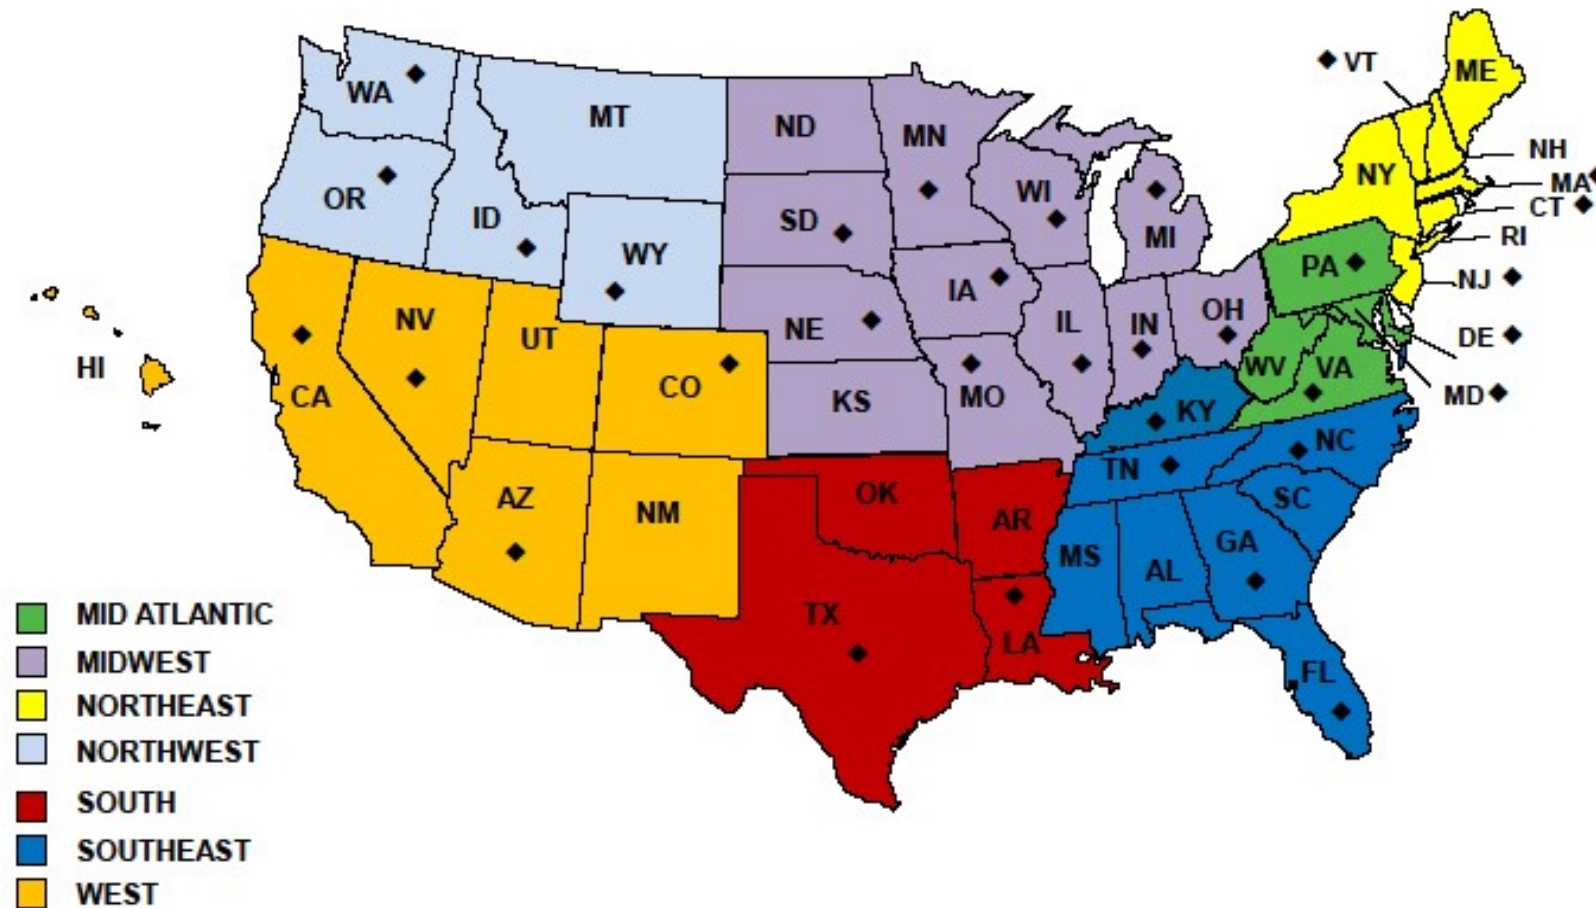 VT
ME
WA
MT
ND
MN
NH
OR
ID
SD
WI
NY
MA
CT
WY
MI
RI
PA
NJ
NV
NE
IA
IL
IN
OH
DE
HI
UT
CA
CO
KS
MO
WV
VA
MD
KY
NC
TN
AZ
NM
OK
AR
SC
MS
AL
GA
TX
LA
FL
MID ATLANTIC
MIDWEST
NORTHEAST
NORTHWEST
SOUTH
SOUTHEAST
WEST